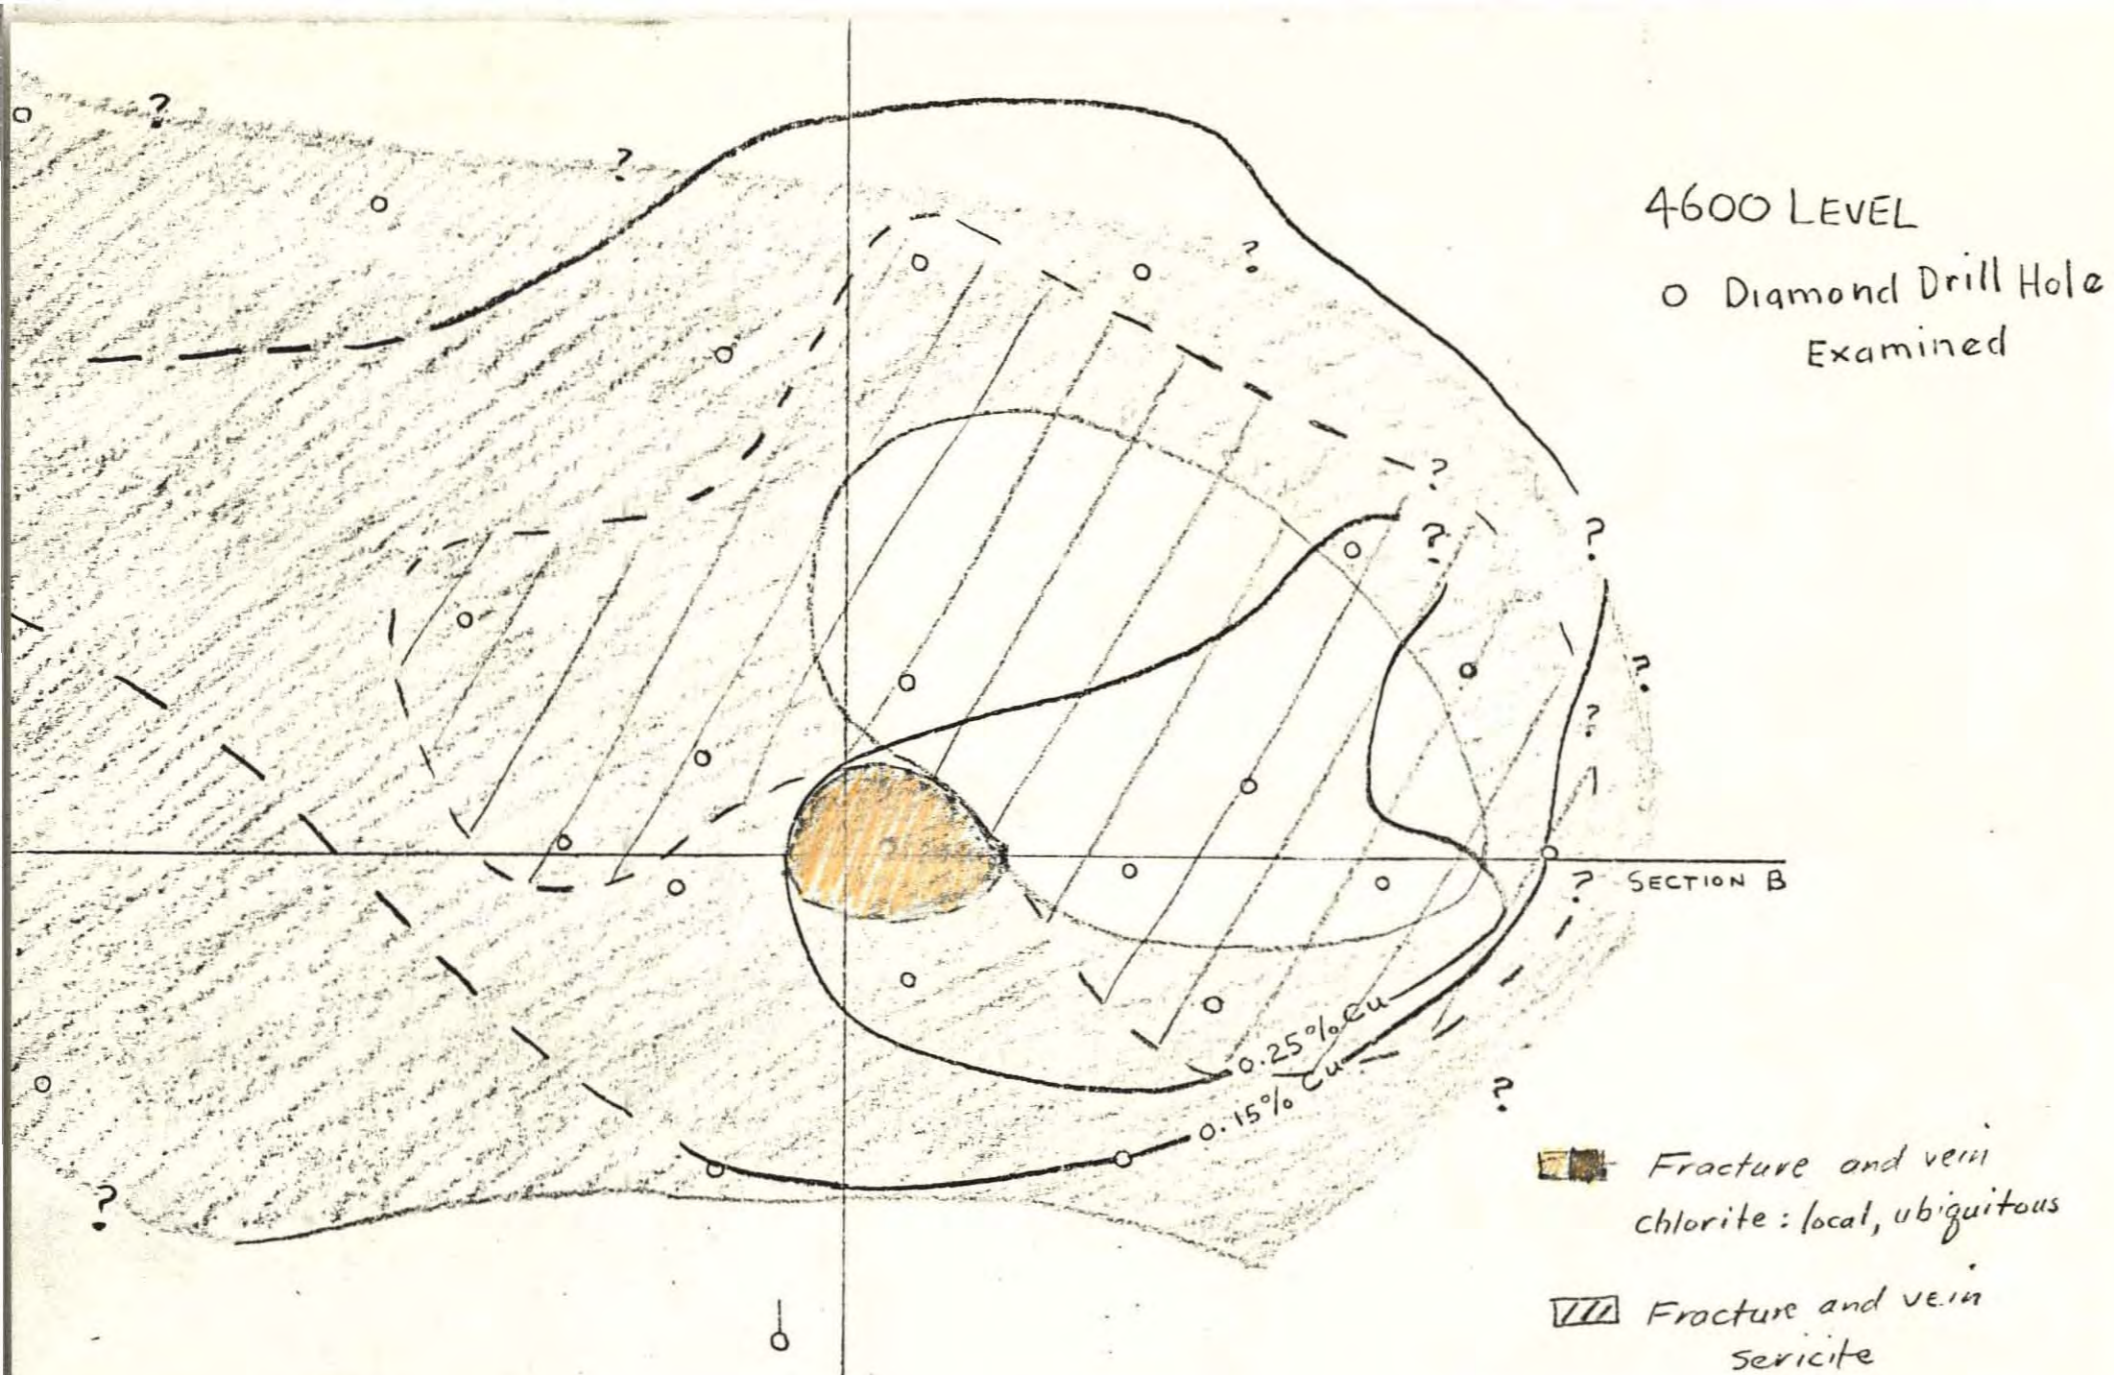 ?
?
4600 LEVEL
?
O Diamond Drill Hole
Examined
?
?
?
?
?
? SECTION B
0.25% Cu
0.15% Cu
?
Fracture and vein
chlorite: local, ubiquitous
?
Fracture and vein
sericite